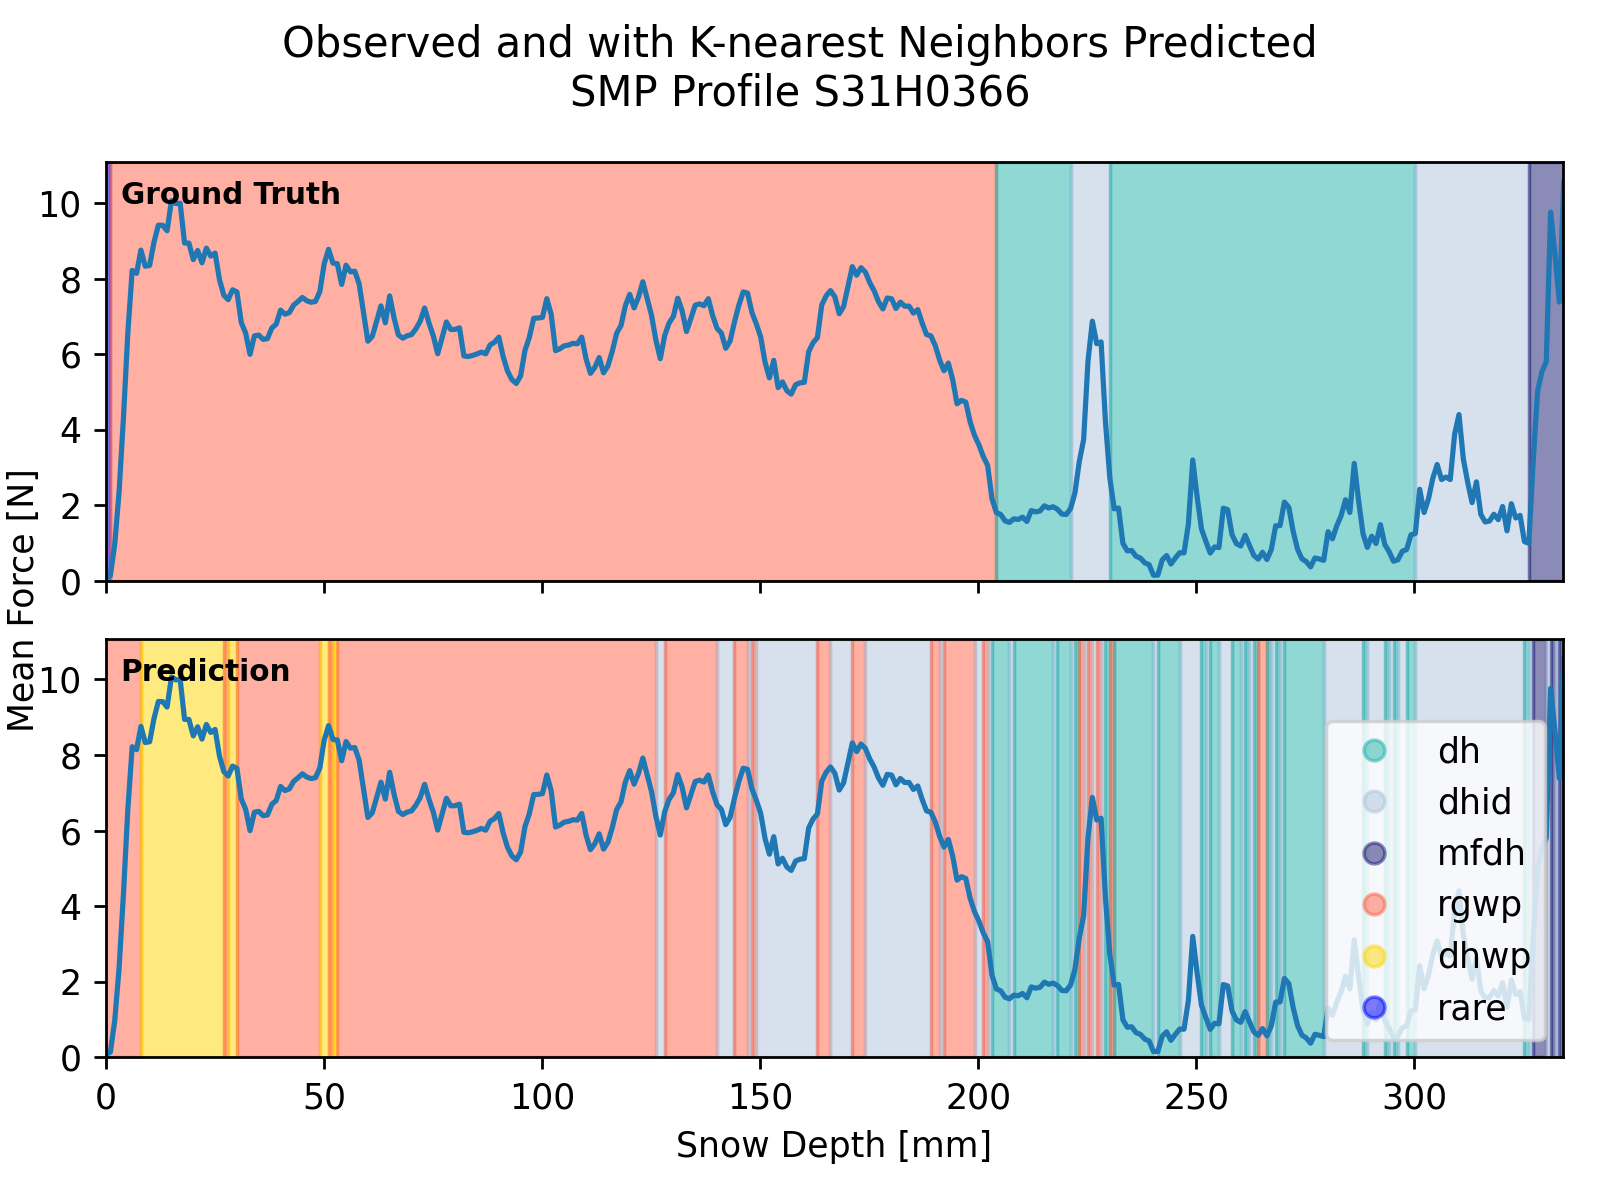 Observed and with K-nearest Neighbors Predicted
SMP Profile S31H0366
Mean Force [N]
Ground Truth
10
8
6
4
2
0
Prediction
10
8
6
4
2
0
dh
dhid
mfdh
rgwp
dhwp
rare
0 50 100 150 200 250 300
Snow Depth [mm]